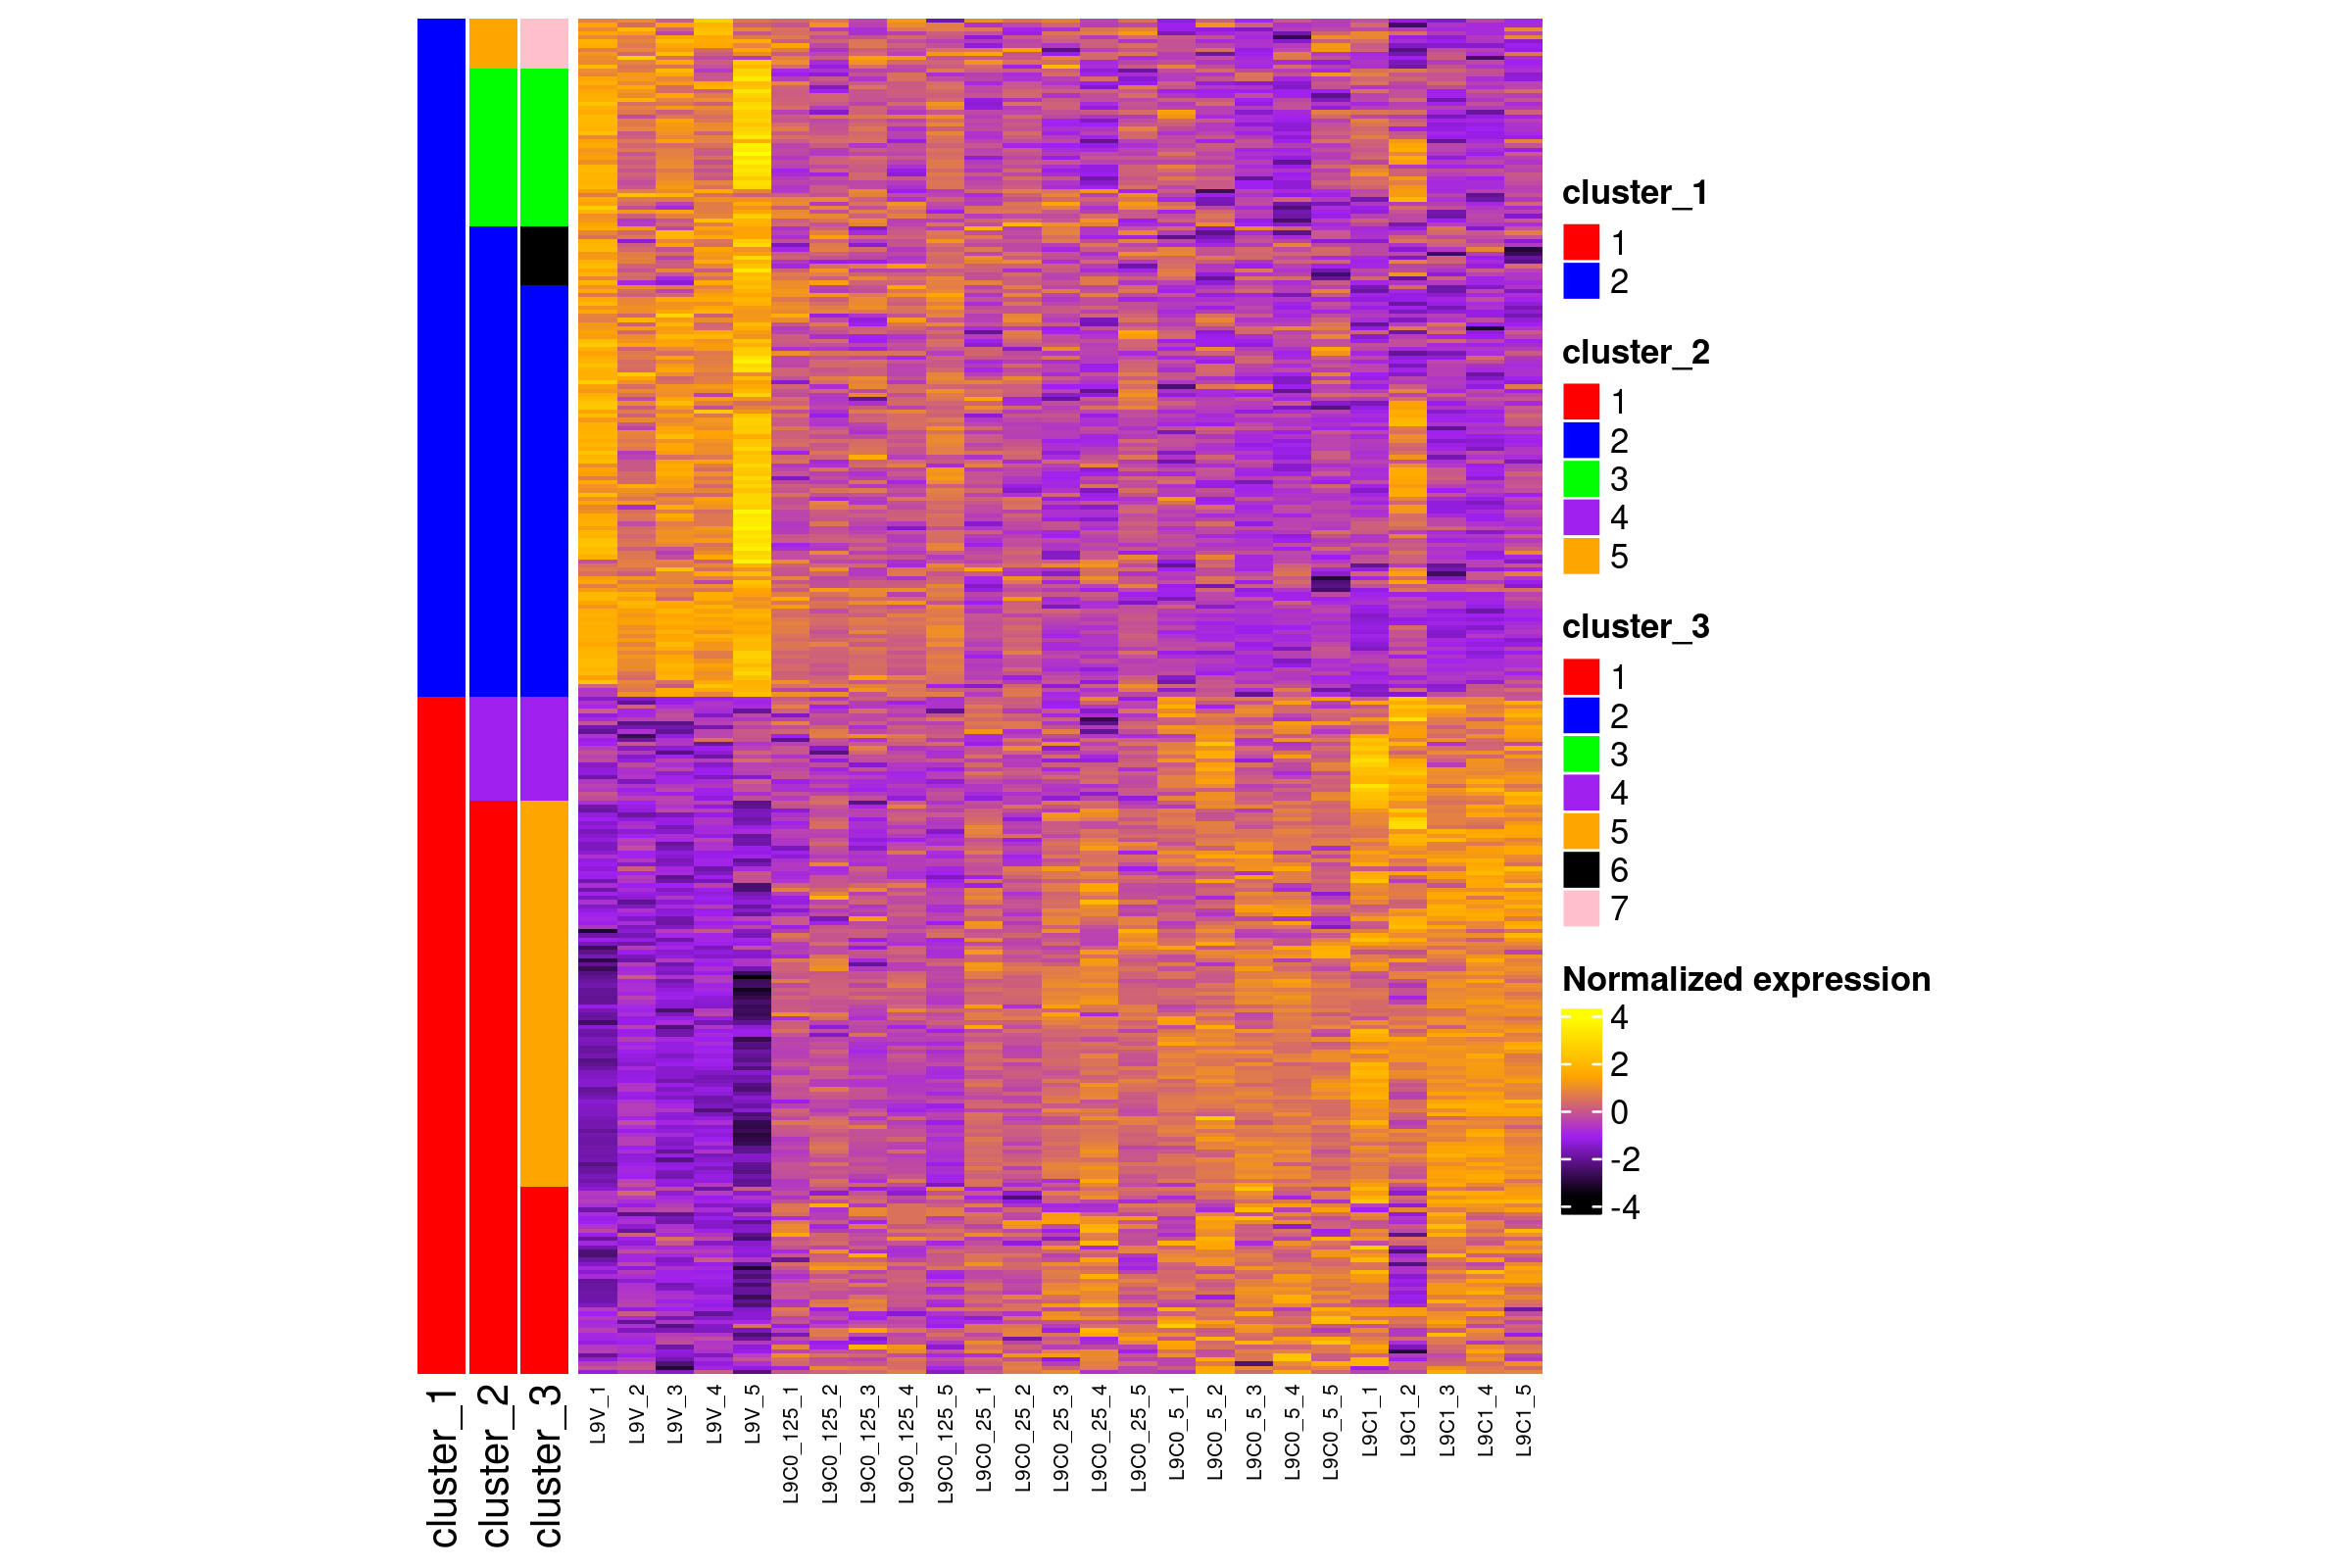 cluster_1
1
2
cluster_2
1
2
3
4
5
cluster_3
1
2
3
4
5
6
7
Normalized expression
4
2
0
-2
-4
cluster_1
cluster_2
cluster_3
L9V_1
L9V_2
L9V_3
L9V_4
L9V_5
L9C0_125_1
L9C0_125_2
L9C0_125_3
L9C0_125_4
L9C0_125_5
L9C0_25_1
L9C0_25_2
L9C0_25_3
L9C0_25_4
L9C0_25_5
L9C0_5_1
L9C0_5_2
L9C0_5_3
L9C0_5_4
L9C0_5_5
L9C1_1
L9C1_2
L9C1_3
L9C1_4
L9C1_5